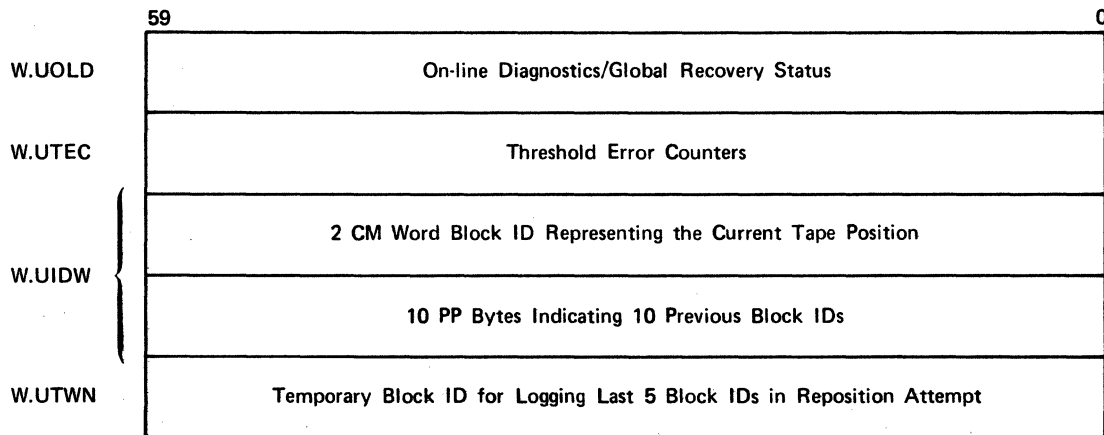 59 0
W.UOLD On-line Diagnostics/Global Recovery Status
W.UTEC Threshold Error Counters
2 CM Word Block ID Representing the Current Tape Position
W.UIDW
10 PP Bytes Indicating 10 Previous Block IDs
W.UTWN Temporary Block ID for Logging Last 5 Block IDs in Reposition Attempt